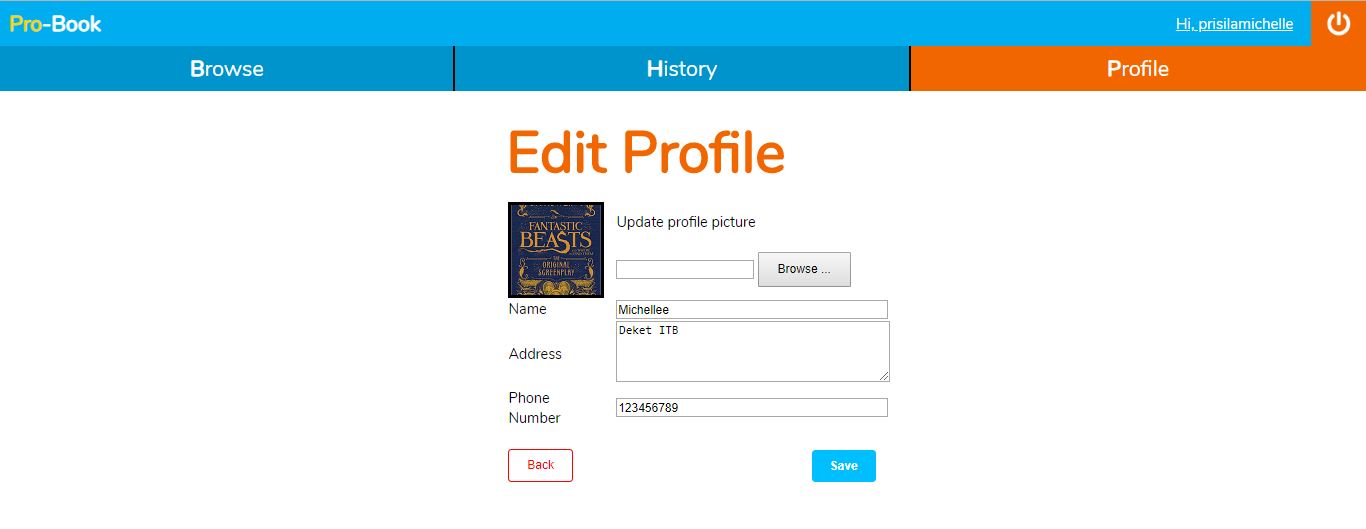 Pro-Book
Hi, prisilamichelle
Browse
History
Profile
Edit Profile
FANTASTIC
BEASTS
THE
ORIGINAL
SCREENPLAY
Update profile picture
Browse ...
Name
Michellee
Address
Deket ITB
Phone
Number
123456789
Back
Save